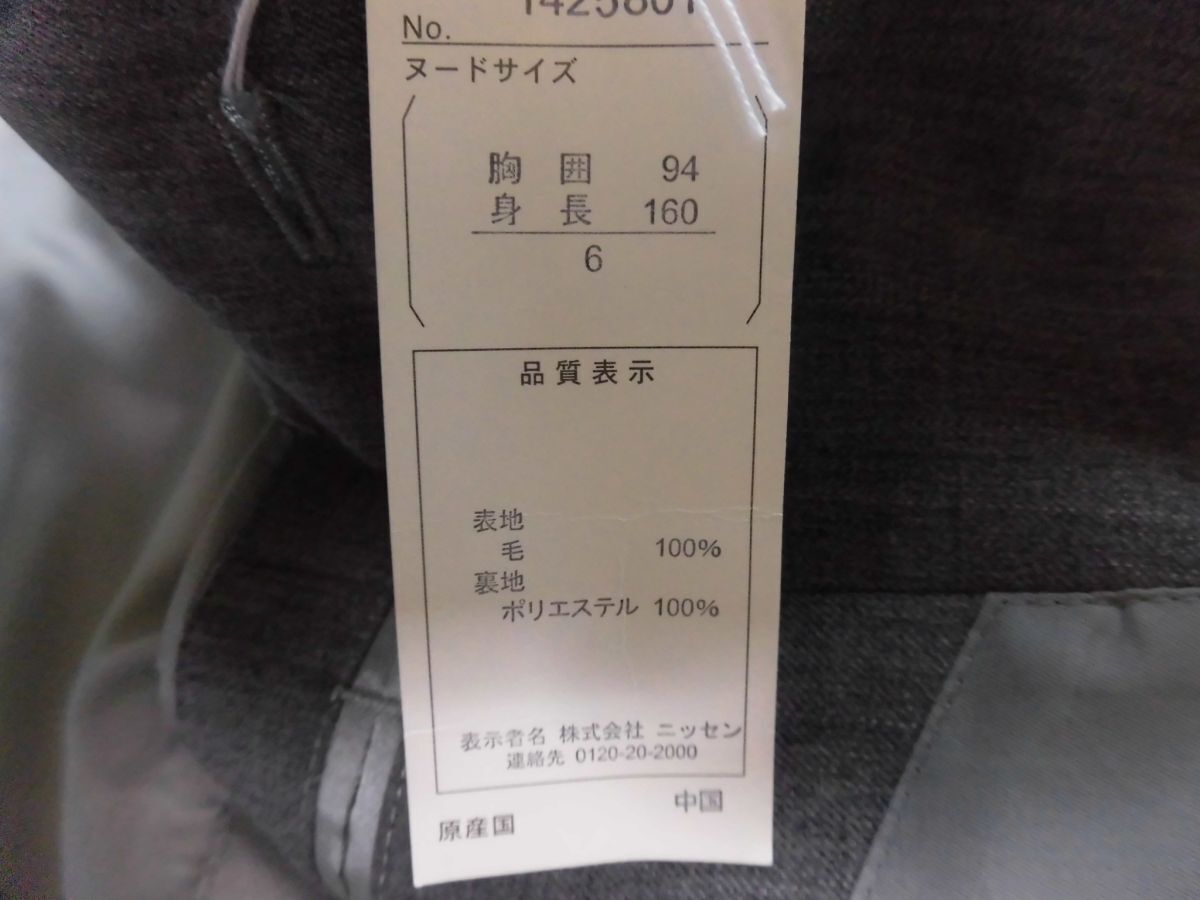 No. 1425801
ヌードサイズ
胸 囲 94
身 長 160
6
品質表示
表地
毛 100%
裏地
ポリエステル 100%
表示者名 株式会社 ニッセン
連絡先 0120-20-2000
原産国 中国